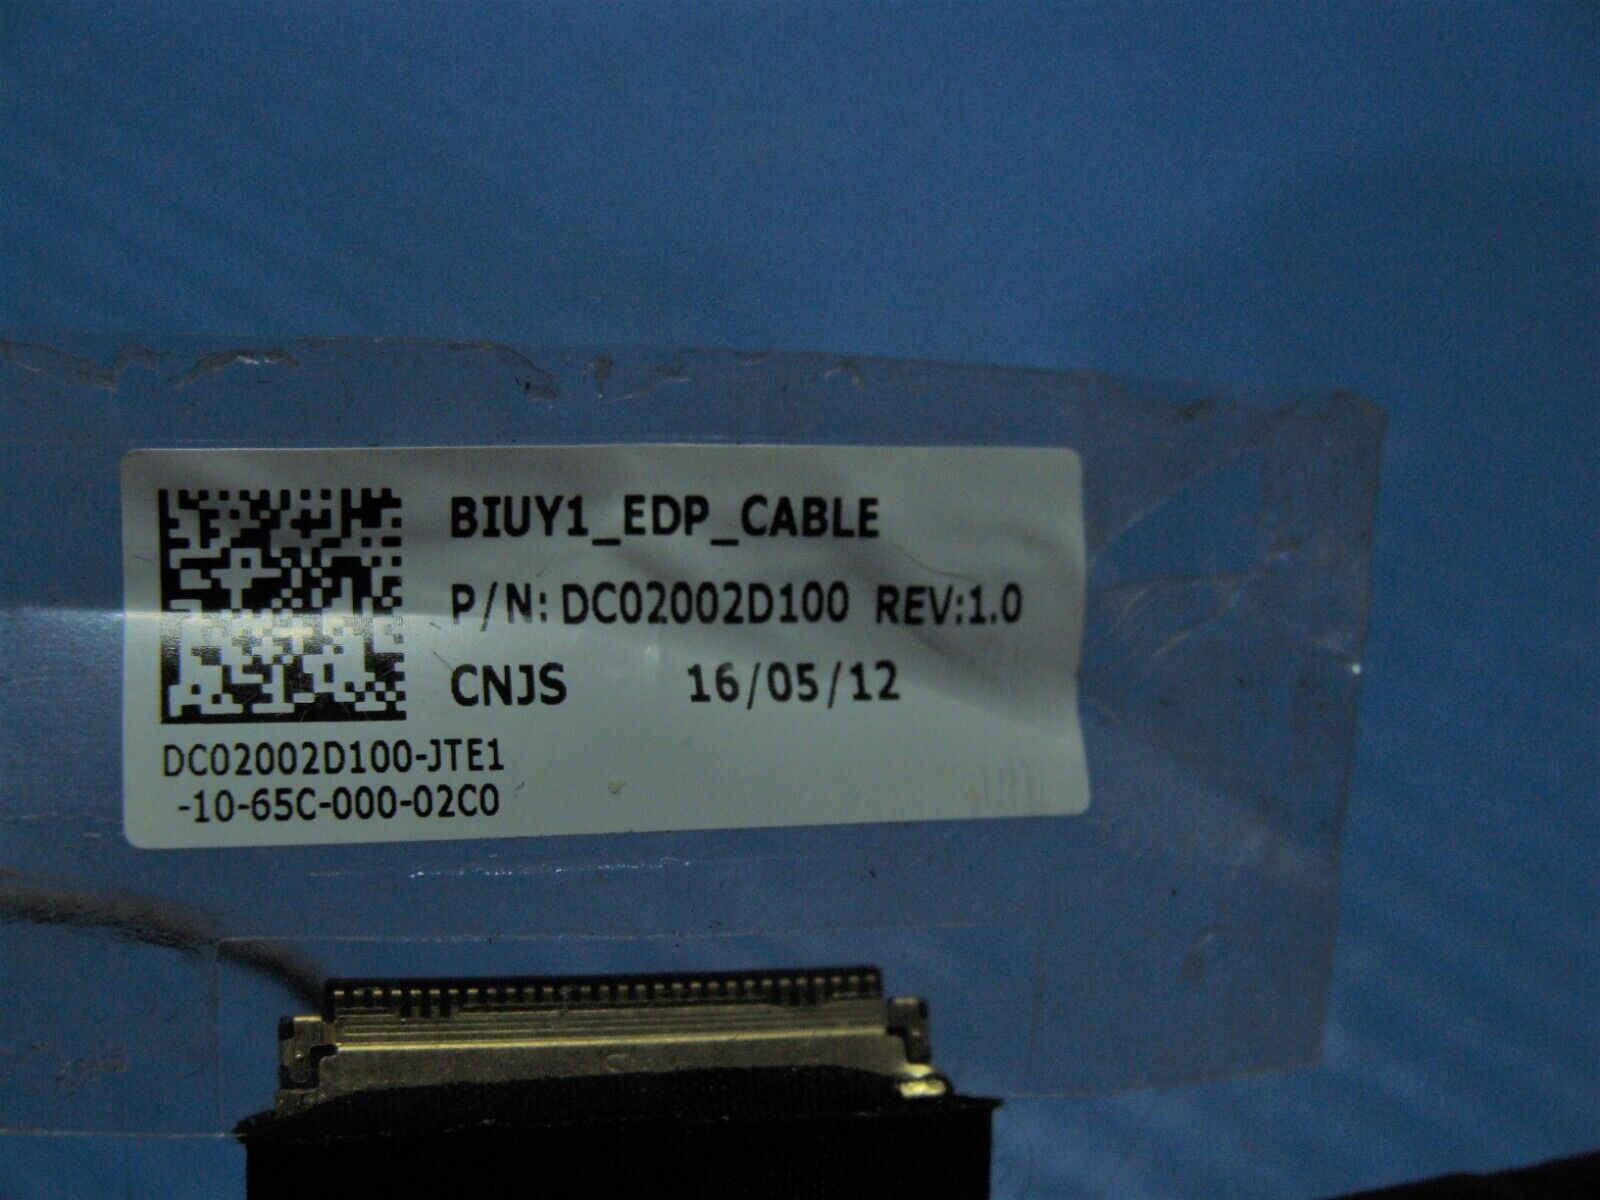 BIUY1_EDP_CABLE
P/N: DC02002D100 REV:1.0
CNJS 16/05/12
DC02002D100-JTE1
-10-65C-000-02C0